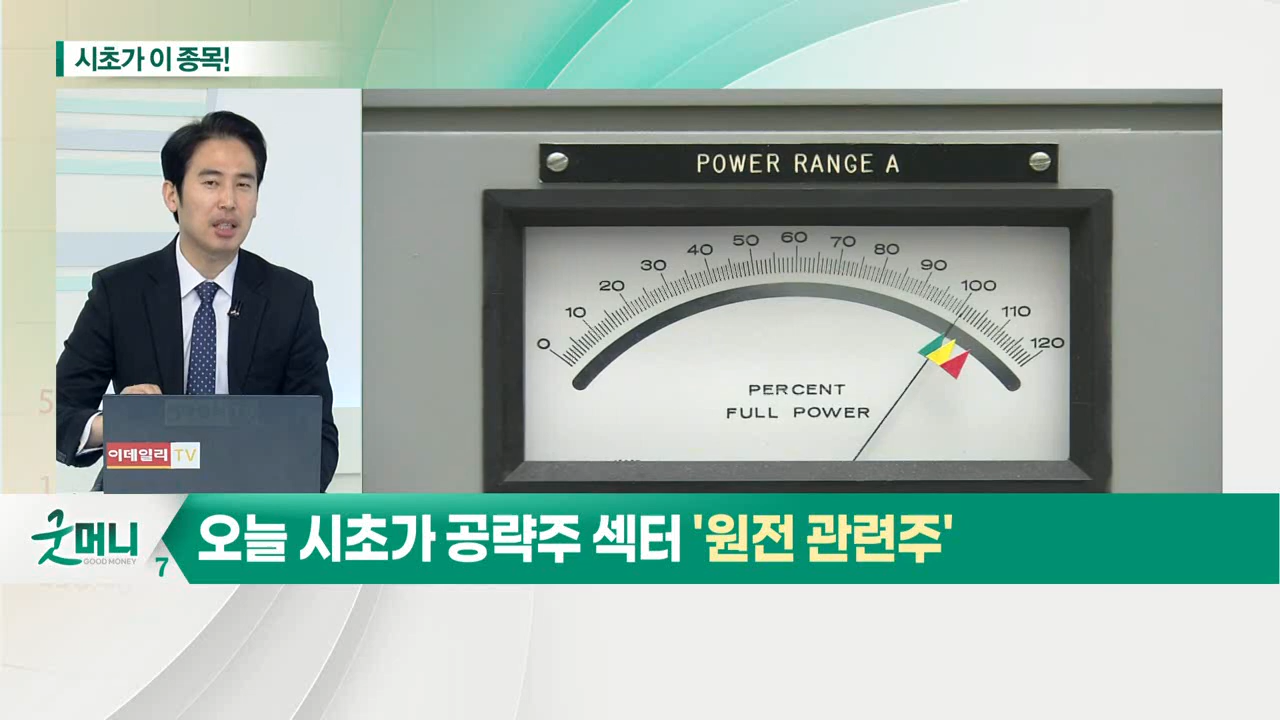 시초가 이 종목!
POWER RANGE A
0 10 20 30 40 50 60 70 80 90 100 110 120
PERCENT
FULL POWER
이데일리 TV
굿머니
GOOD MONEY
7
오늘 시초가 공략주 섹터 '원전 관련주'